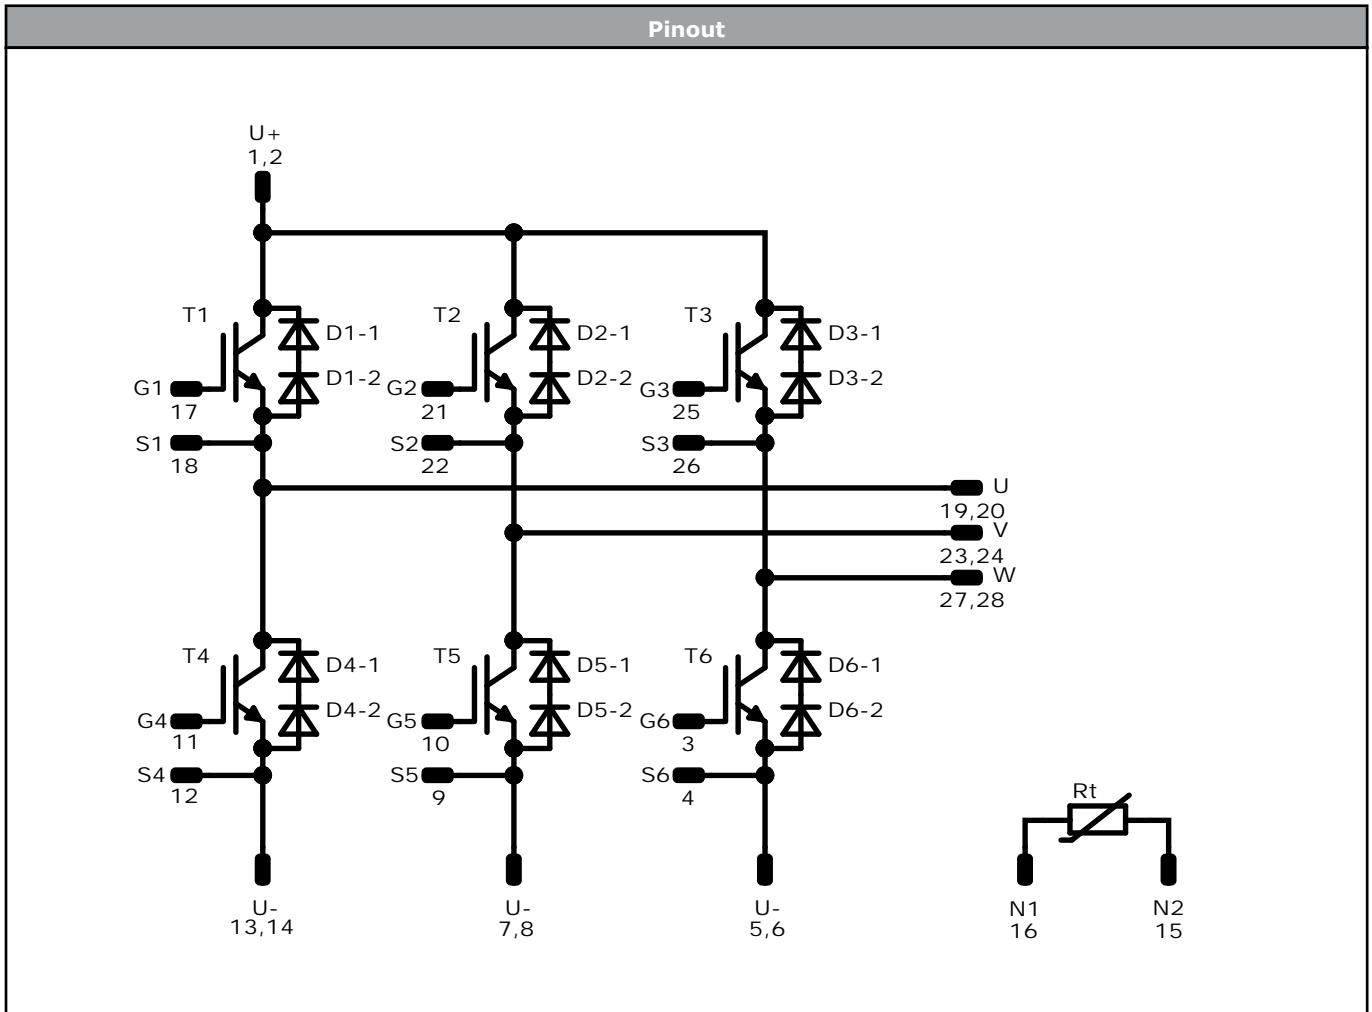 Pinout
U+
1,2
T1
D1-1
D1-2
G1
17
S1
18
T2
D2-1
D2-2
G2
21
S2
22
T3
D3-1
D3-2
G3
25
S3
26
U
19,20
V
23,24
W
27,28
T4
D4-1
D4-2
G4
11
S4
12
T5
D5-1
D5-2
G5
10
S5
9
T6
D6-1
D6-2
G6
3
S6
4
Rt
U-
13,14
U-
7,8
U-
5,6
N1
16
N2
15